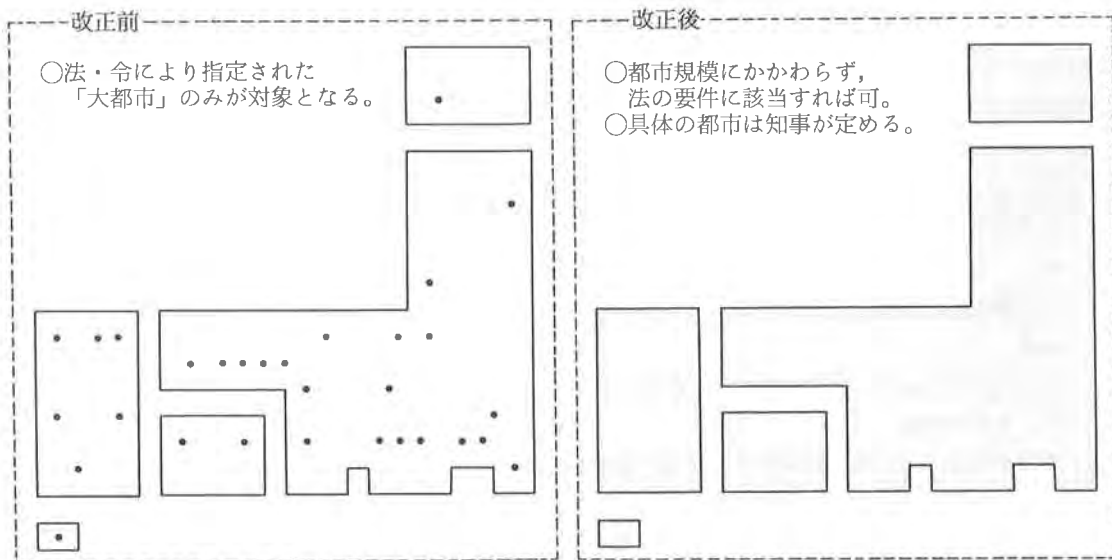 改正前
○法・令により指定された
「大都市」のみが対象となる。
改正後
○都市規模にかかわらず,
法の要件に該当すれば可。
○具体の都市は知事が定める。